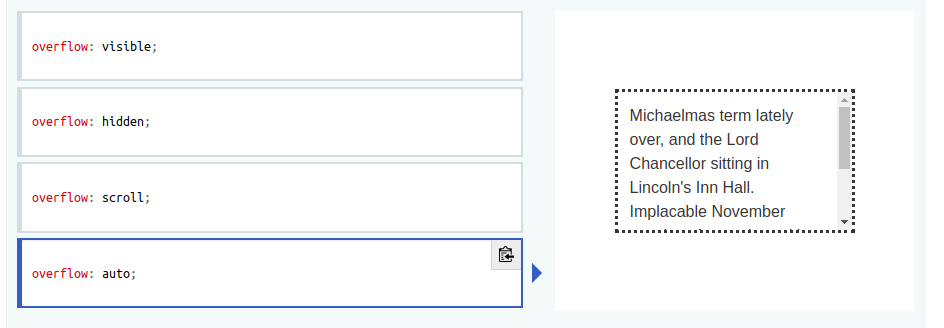 overflow: visible;
overflow: hidden;
overflow: scroll;
overflow: auto;
Michaelmas term lately
over, and the Lord
Chancellor sitting in
Lincoln's Inn Hall.
Implacable November